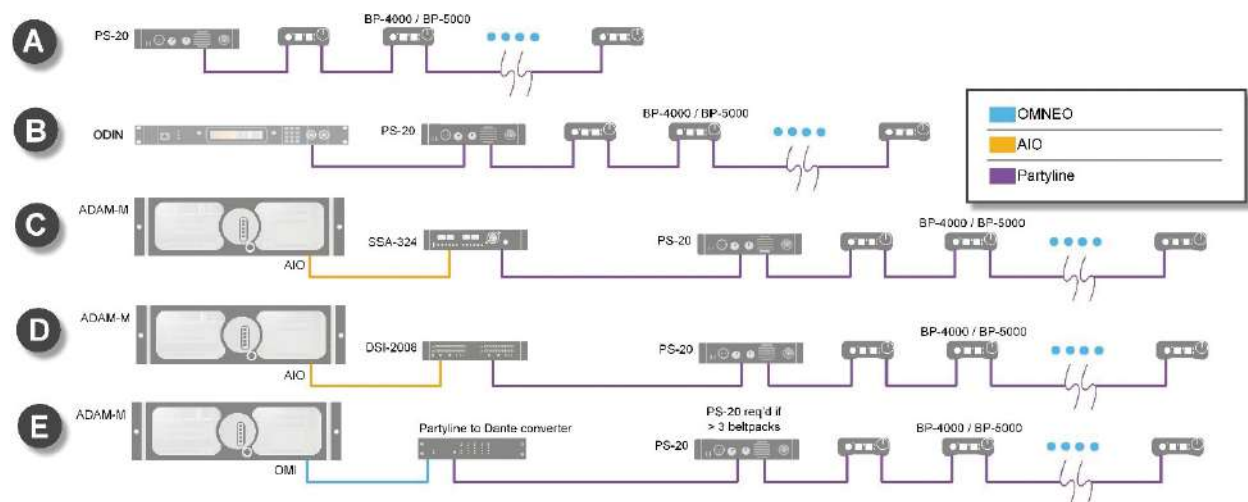 A
PS-20
BP-4000 / BP-5000
B
ODIN
PS-20
BP-4000 / BP-5000
OMNEO
AIO
Partyline
C
ADAM-M
AIO
SSA-324
PS-20
BP-4000 / BP-5000
D
ADAM-M
AIO
DSI-2008
PS-20
BP-4000 / BP-5000
E
ADAM-M
OMI
Partyline to Dante converter
PS-20 req'd if
> 3 beltpacks
PS-20
BP-4000 / BP-5000